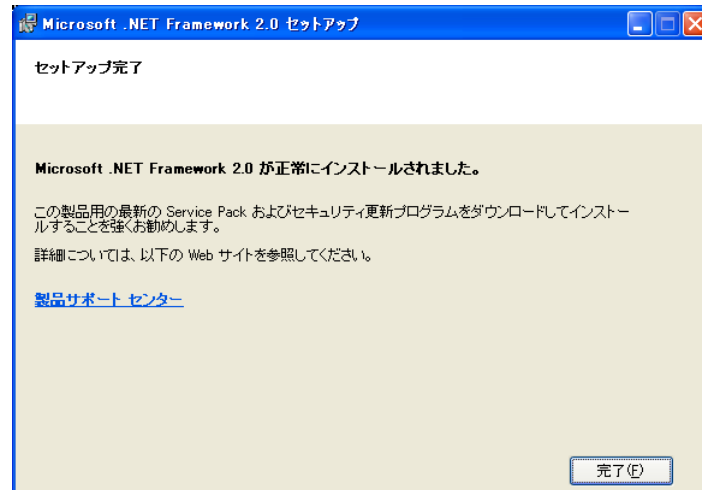 Microsoft .NET Framework 2.0 セットアップ
セットアップ完了
Microsoft .NET Framework 2.0 が正常にインストールされました。
この製品用の最新の Service Pack およびセキュリティ更新プログラムをダウンロードしてインストー
ルすることを強くお勧めします。
詳細については、以下の Web サイトを参照してください。
製品サポート センター
完了(F)